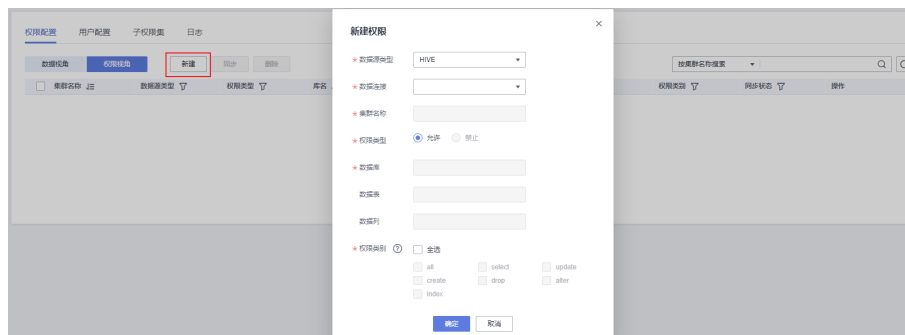 权限配置 用户配置 子权限集 日志
数据视角 权限视角 新建 同步 删除 按集群名称搜索
集群名称 数据源类型 权限类型 库名 权限类别 同步状态 操作
新建权限
* 数据源类型 HIVE
* 数据连接
* 集群名称
* 权限类型 允许 禁止
* 数据库
数据表
数据列
* 权限类别 全选
all select update
create drop alter
index
确定 取消